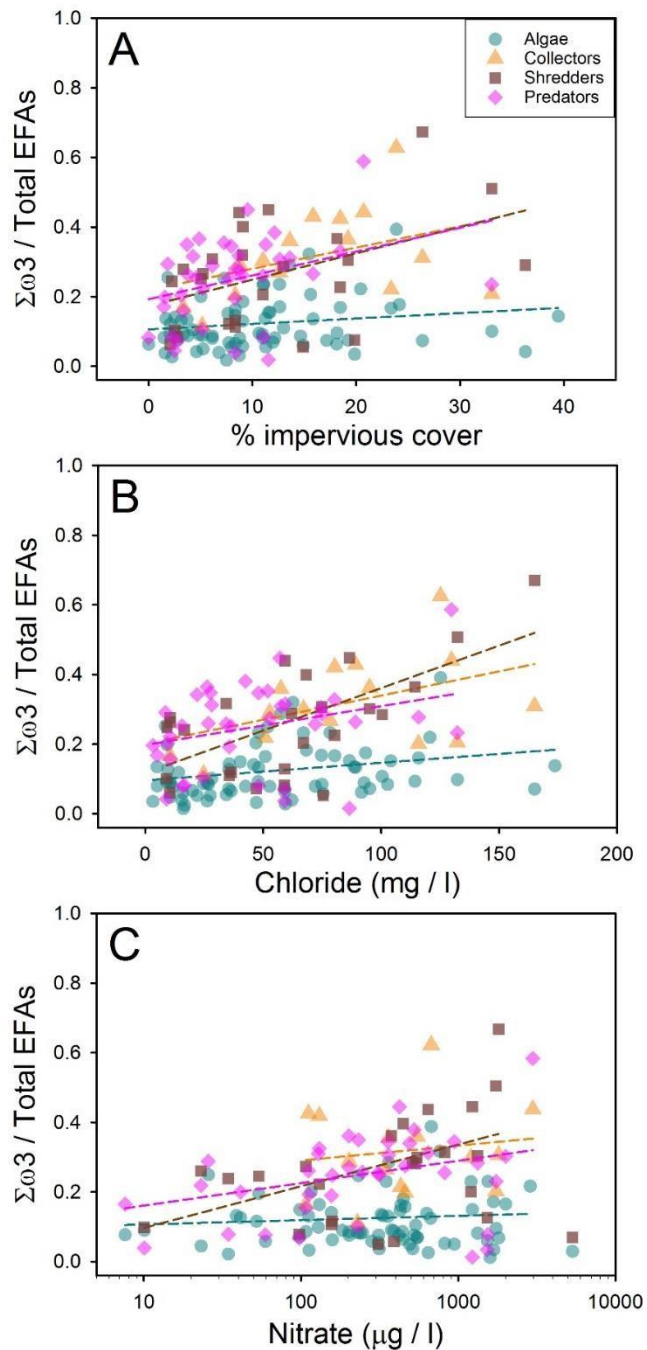 A
Algae
Collectors
Shredders
Predators
1.0
0.8
0.6
0.4
0.2
0.0
Σω3 / Total EFAs
0 10 20 30 40
% impervious cover
B
1.0
0.8
0.6
0.4
0.2
0.0
Σω3 / Total EFAs
0 50 100 150 200
Chloride (mg / l)
C
1.0
0.8
0.6
0.4
0.2
0.0
Σω3 / Total EFAs
10 100 1000 10000
Nitrate (μg / l)